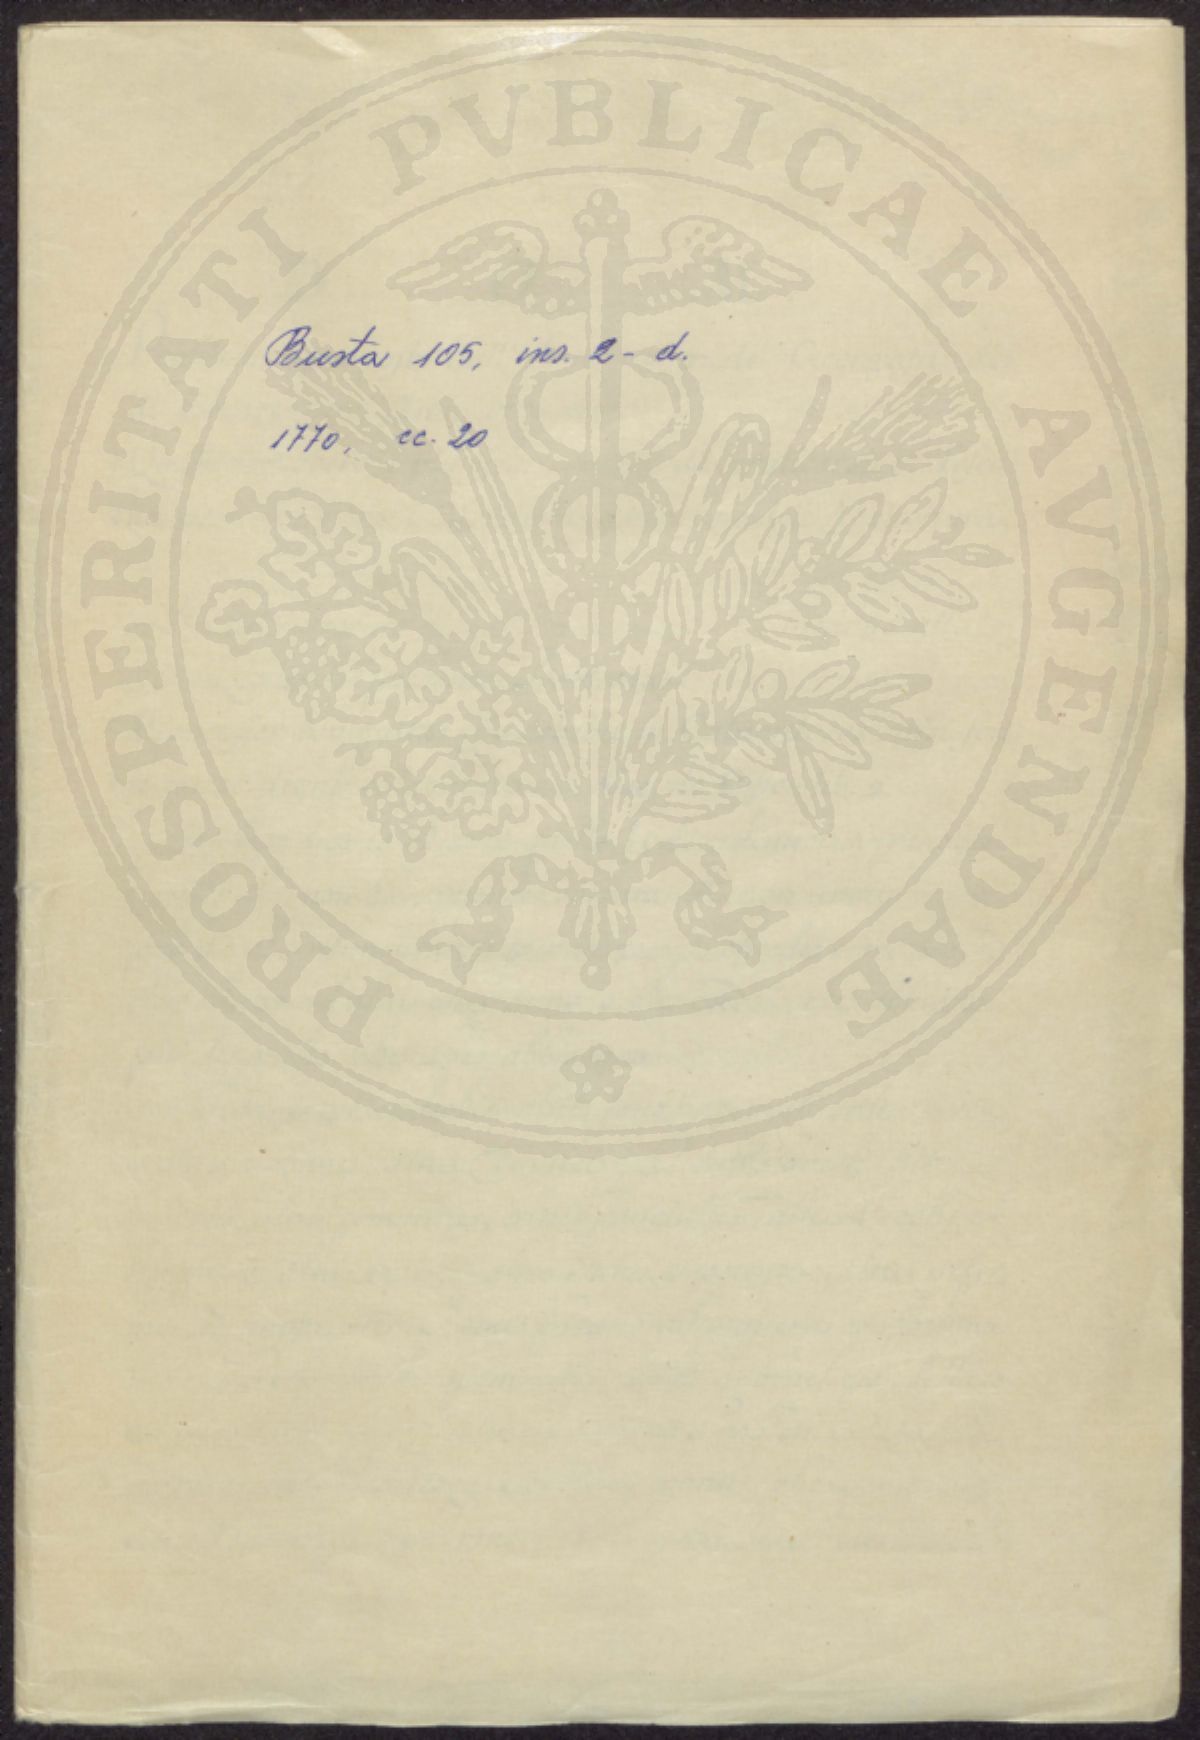 PROSPERITATI PVBLICAE AVGENDAE
Busta 105, ins. 2 - d.
1770, cc. 20